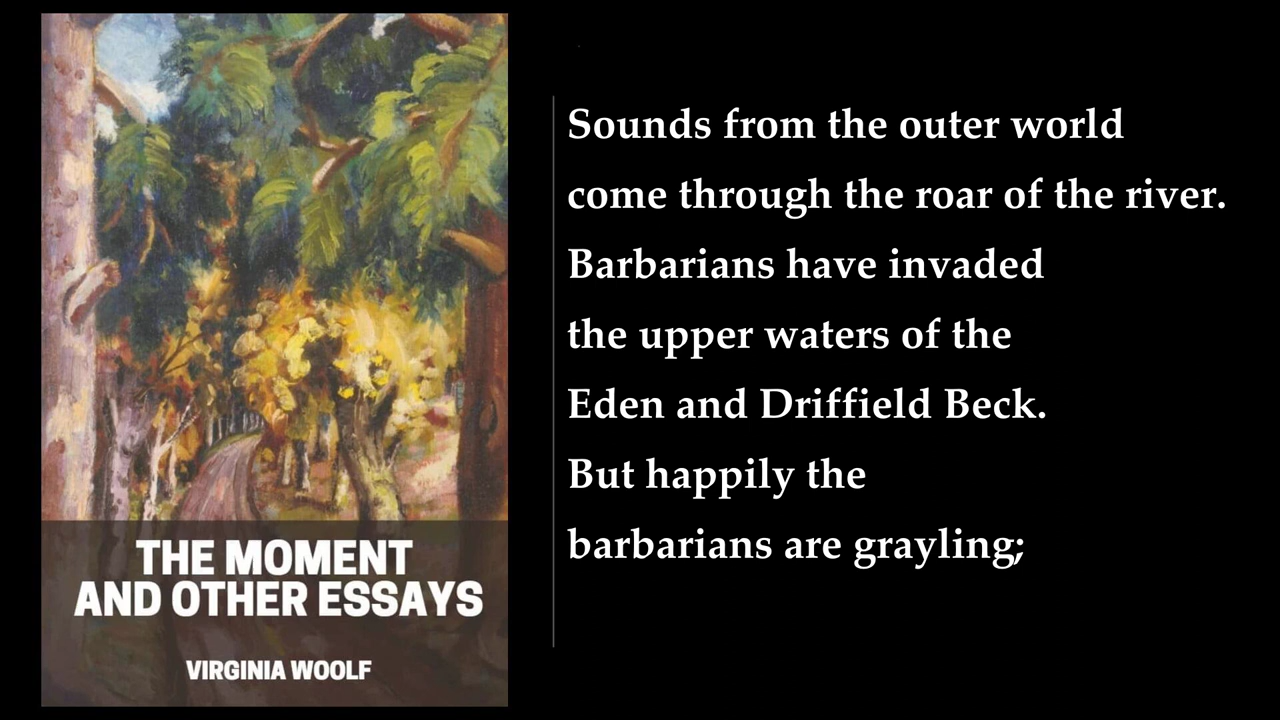 THE MOMENT
AND OTHER ESSAYS
VIRGINIA WOOLF
Sounds from the outer world
come through the roar of the river.
Barbarians have invaded
the upper waters of the
Eden and Driffield Beck.
But happily the
barbarians are grayling;